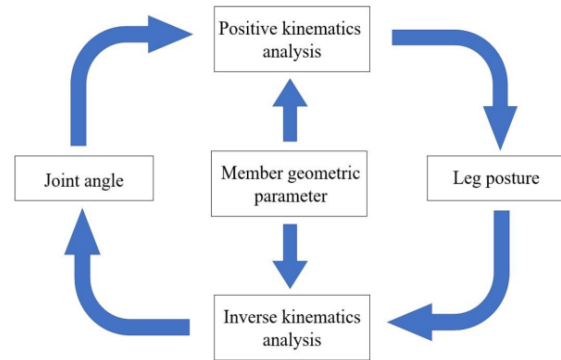 Positive kinematics
analysis
Joint angle
Member geometric
parameter
Leg posture
Inverse kinematics
analysis